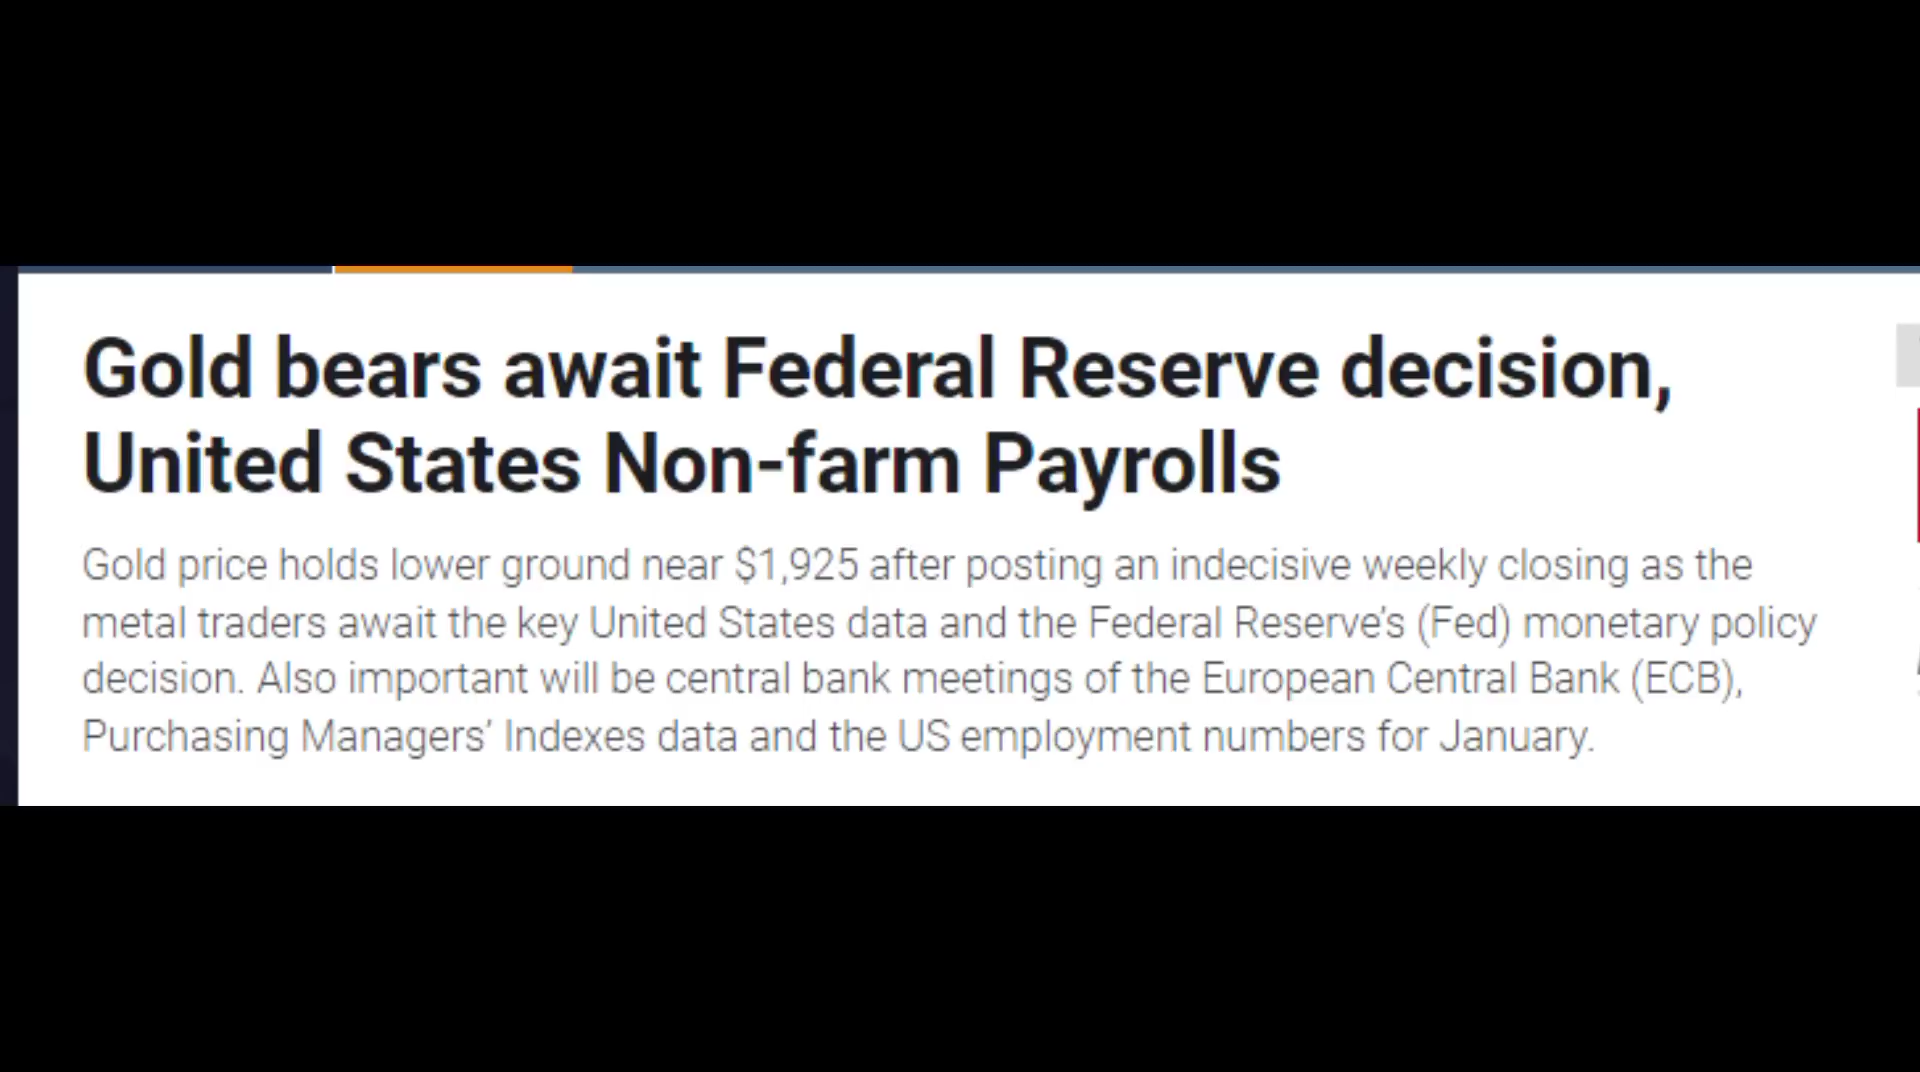 Gold bears await Federal Reserve decision,
United States Non-farm Payrolls
Gold price holds lower ground near $1,925 after posting an indecisive weekly closing as the
metal traders await the key United States data and the Federal Reserve’s (Fed) monetary policy
decision. Also important will be central bank meetings of the European Central Bank (ECB),
Purchasing Managers’ Indexes data and the US employment numbers for January.